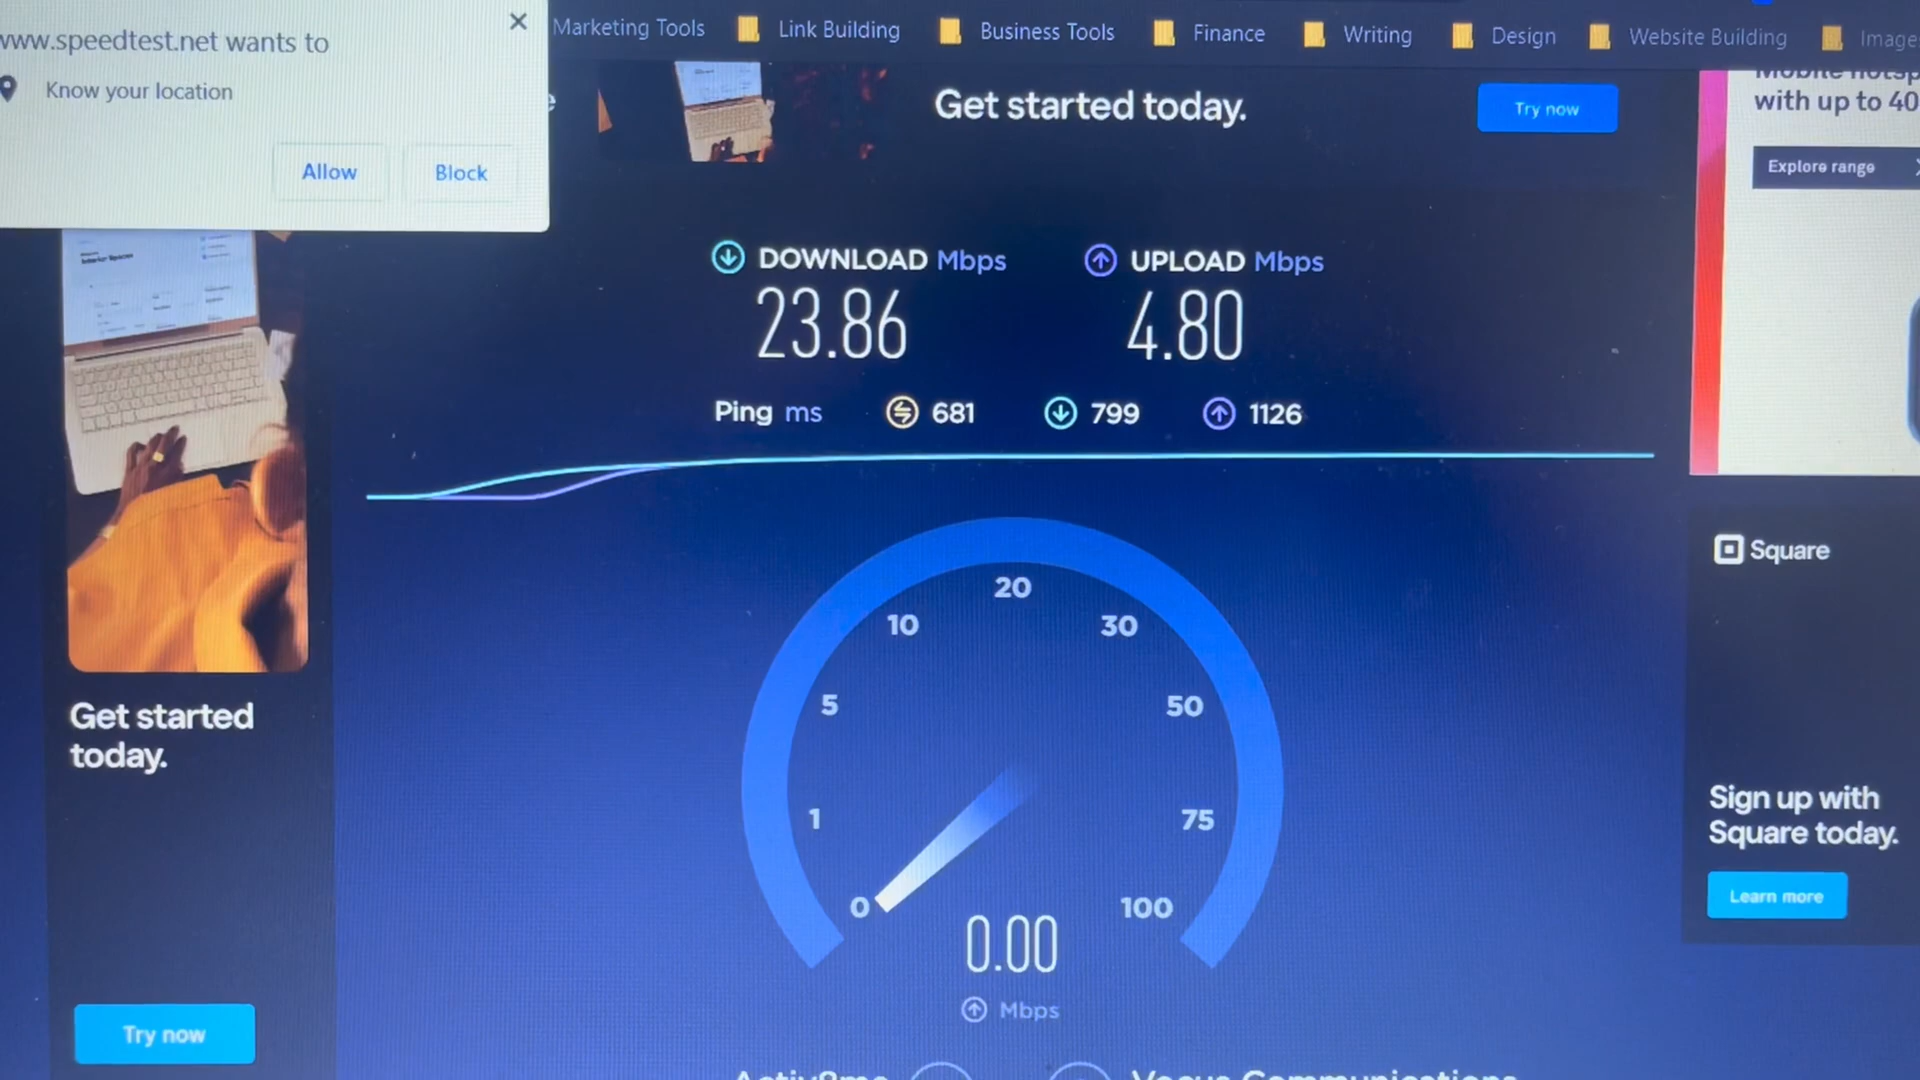 www.speedtest.net wants to
Know your location
Allow
Block
Marketing Tools
Link Building
Business Tools
Finance
Writing
Design
Website Building
Get started today.
Try now
with up to 40
Explore range
DOWNLOAD Mbps
23.86
UPLOAD Mbps
4.80
Ping ms 681 799 1126
20
10
30
5
50
1
75
0
100
0.00
Mbps
Get started
today.
Try now
Square
Sign up with
Square today.
Learn more